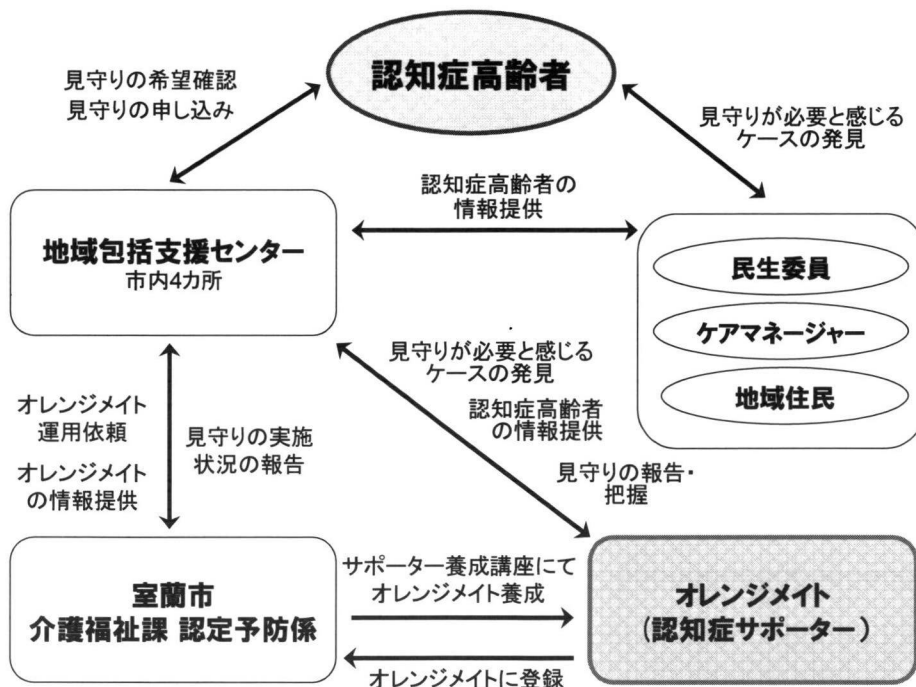 認知症高齢者
見守りの希望確認
見守りの申し込み
見守りが必要と感じる
ケースの発見
認知症高齢者の
情報提供
地域包括支援センター
市内4カ所
民生委員
ケアマネージャー
地域住民
見守りが必要と感じる
ケースの発見
認知症高齢者
の情報提供
見守りの報告・
把握
オレンジメイト
運用依頼
オレンジメイト
の情報提供
見守りの実施
状況の報告
室蘭市
介護福祉課 認定予防係
サポーター養成講座にて
オレンジメイト養成
オレンジメイトに登録
オレンジメイト
（認知症サポーター）